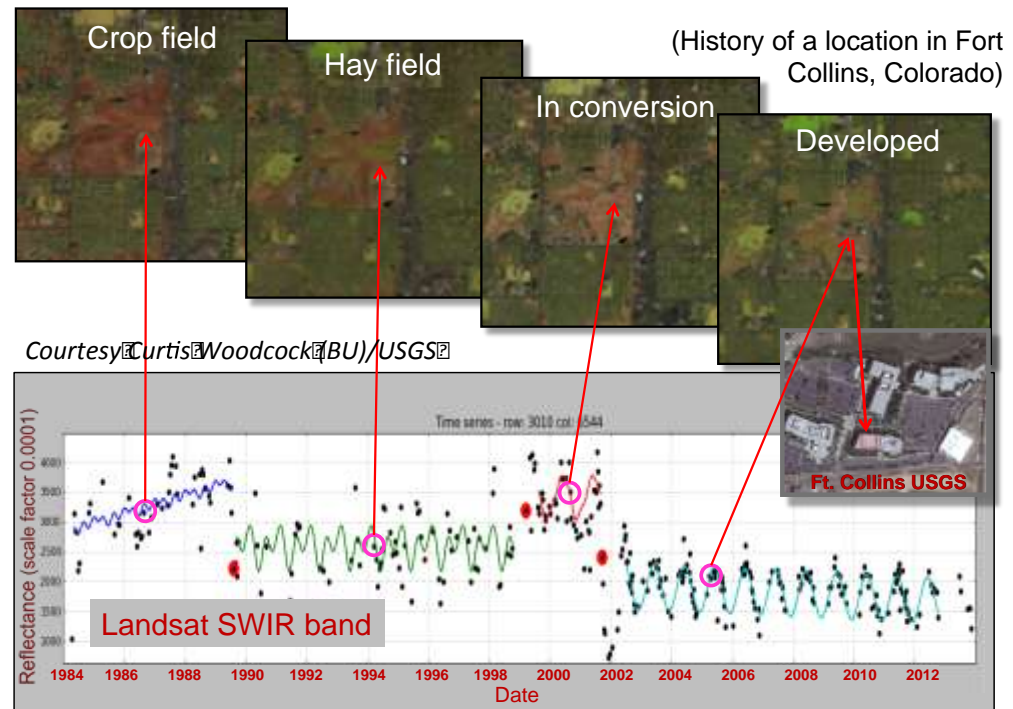 Crop field
Hay field
In conversion
Developed
(History of a location in Fort
Collins, Colorado)
Courtesy⍰Curtis⍰Woodcock⍰(BU)/USGS⍰
Time series - row: 3010 col: 6544
Ft. Collins USGS
Reflectance (scale factor 0.0001)
4000
3500
3000
2500
2000
1500
1000
Landsat SWIR band
1984 1986 1988 1990 1992 1994 1996 1998 2000 2002 2004 2006 2008 2010 2012
Date